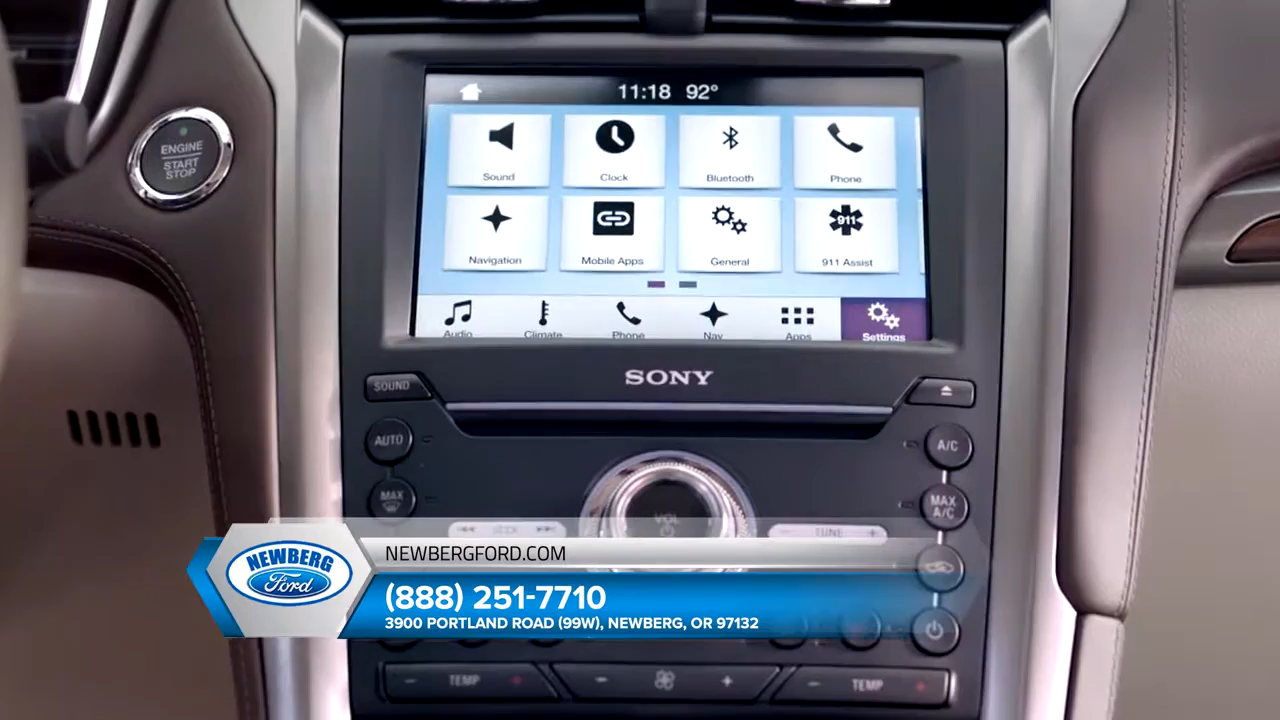 11:18 92°
ENGINE
START
STOP
Sound
Clock
Bluetooth
Phone
911
Navigation
Mobile Apps
General
911 Assist
Audio
Climate
Phone
Nav
Apps
Settings
SONY
SOUND
AUTO
A/C
MAX
MAX
A/C
VOL
TUNE
NEWBERG
Ford
NEWBERGFORD.COM
(888) 251-7710
3900 PORTLAND ROAD (99W), NEWBERG, OR 97132
TEMP
TEMP